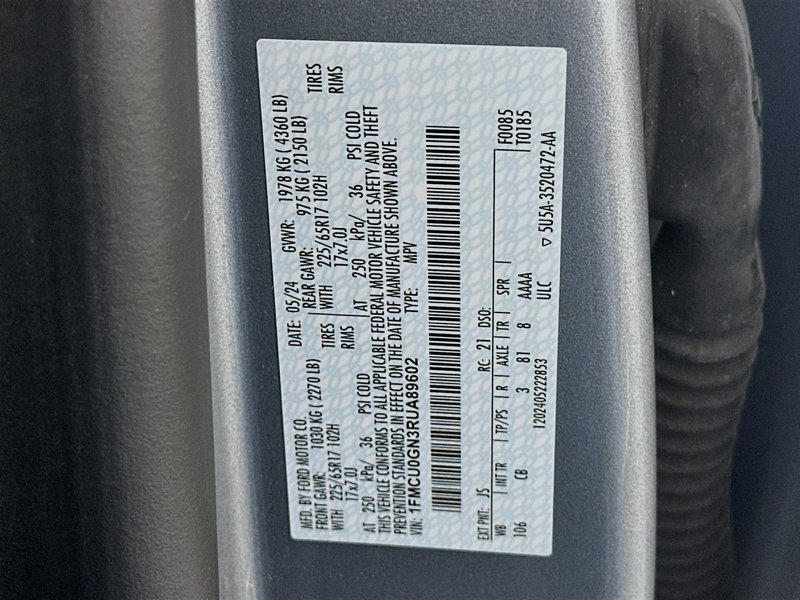 MFD. BY FORD MOTOR CO.
DATE: 05/24 GVWR: 1978 KG ( 4360 LB)
FRONT GAWR: 1030 KG ( 2270 LB) REAR GAWR: 975 KG ( 2150 LB)
WITH 225/65R17 102H TIRES WITH 225/65R17 102H TIRES
17x7.0J RIMS 17x7.0J RIMS
AT 250 kPa/ 36 PSI COLD AT 250 kPa/ 36 PSI COLD
THIS VEHICLE CONFORMS TO ALL APPLICABLE FEDERAL MOTOR VEHICLE SAFETY AND THEFT
PREVENTION STANDARDS IN EFFECT ON THE DATE OF MANUFACTURE SHOWN ABOVE.
VIN: 1FMCU0GN3RUA89602 TYPE: MPV
EXT PNT: JS RC: 21 DSO: F0085
WB INT TR TP/PS R AXLE TR SPR T0185
106 CB 3 81 8 AAAA
1202405222853 ULC
▽ 5U5A-3520472-AA